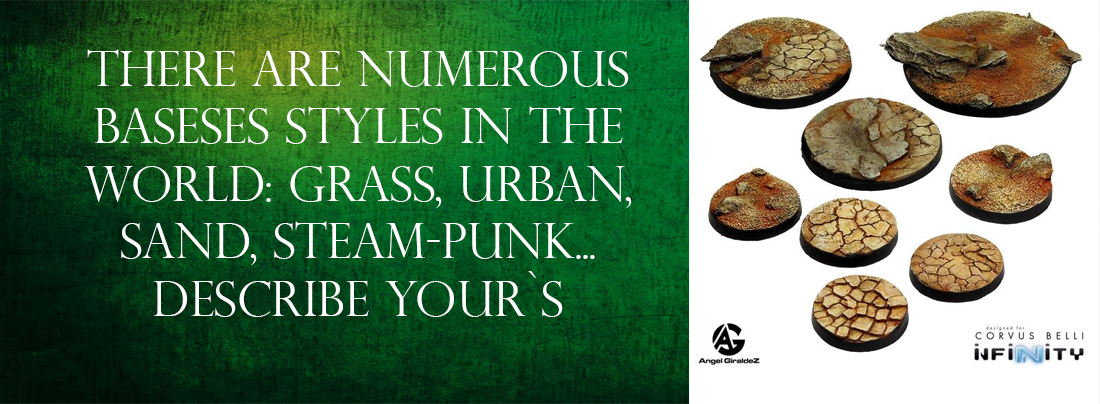 THERE ARE NUMEROUS
BASESES STYLES IN THE
WORLD: GRASS, URBAN,
SAND, STEAM-PUNK...
DESCRIBE YOUR`S
AG
Angel GiraldeZ
designed for
CORVUS BELLI
iNFiNiTY